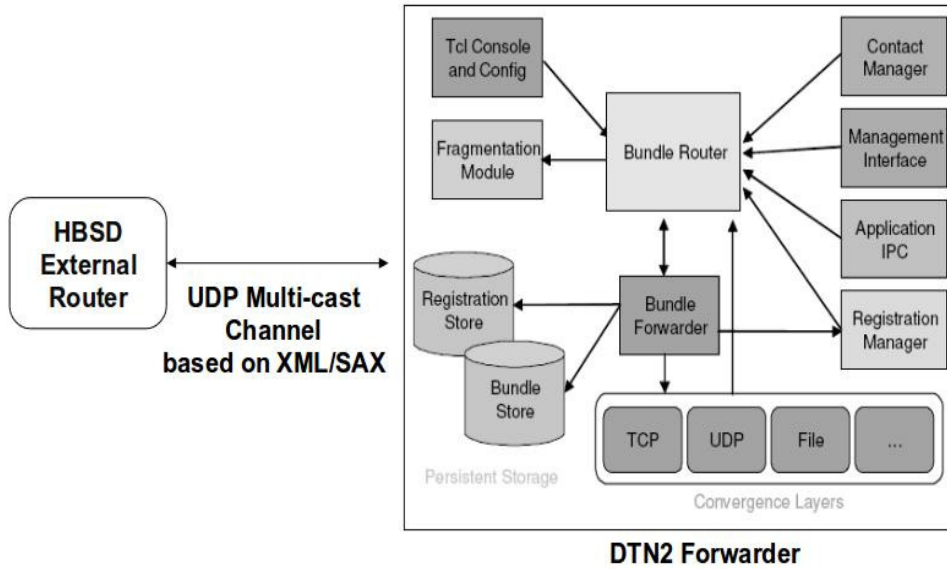 HBSD
External
Router
UDP Multi-cast
Channel
based on XML/SAX
Tcl Console
and Config
Fragmentation
Module
Bundle Router
Contact
Manager
Management
Interface
Application
IPC
Registration
Manager
Registration
Store
Bundle
Store
Bundle
Forwarder
Persistent Storage
TCP
UDP
File
...
Convergence Layers
DTN2 Forwarder